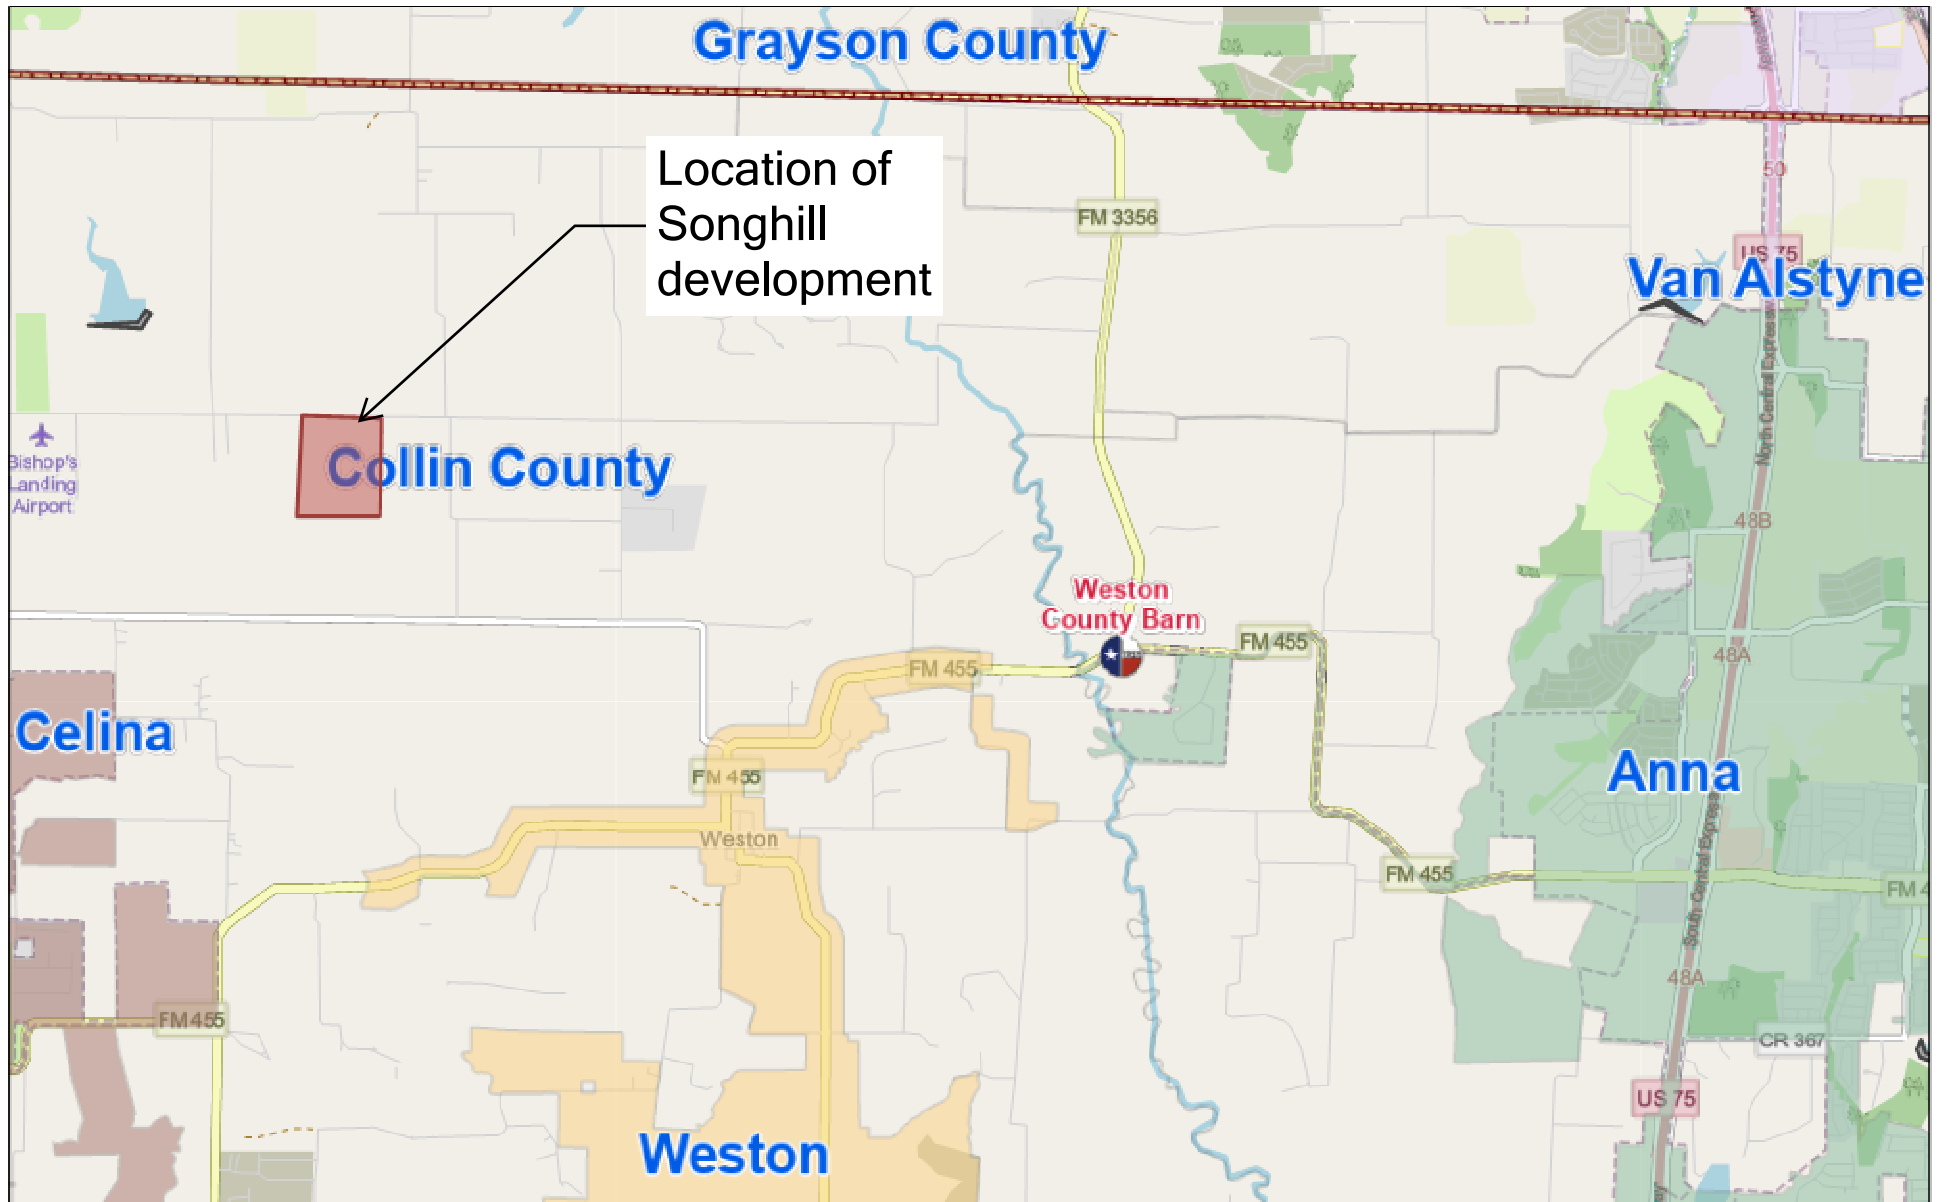 Grayson County
Location of
Songhill
development
50
FM 3356
US 75
Van Alstyne
North Central Express
Bishop's
Landing
Airport
Collin County
48B
Weston
County Barn
FM 455
FM 455
48A
Celina
FM 455
Anna
Weston
FM 455
FM 4
South Central Express
48A
FM 455
CR 367
US 75
Weston